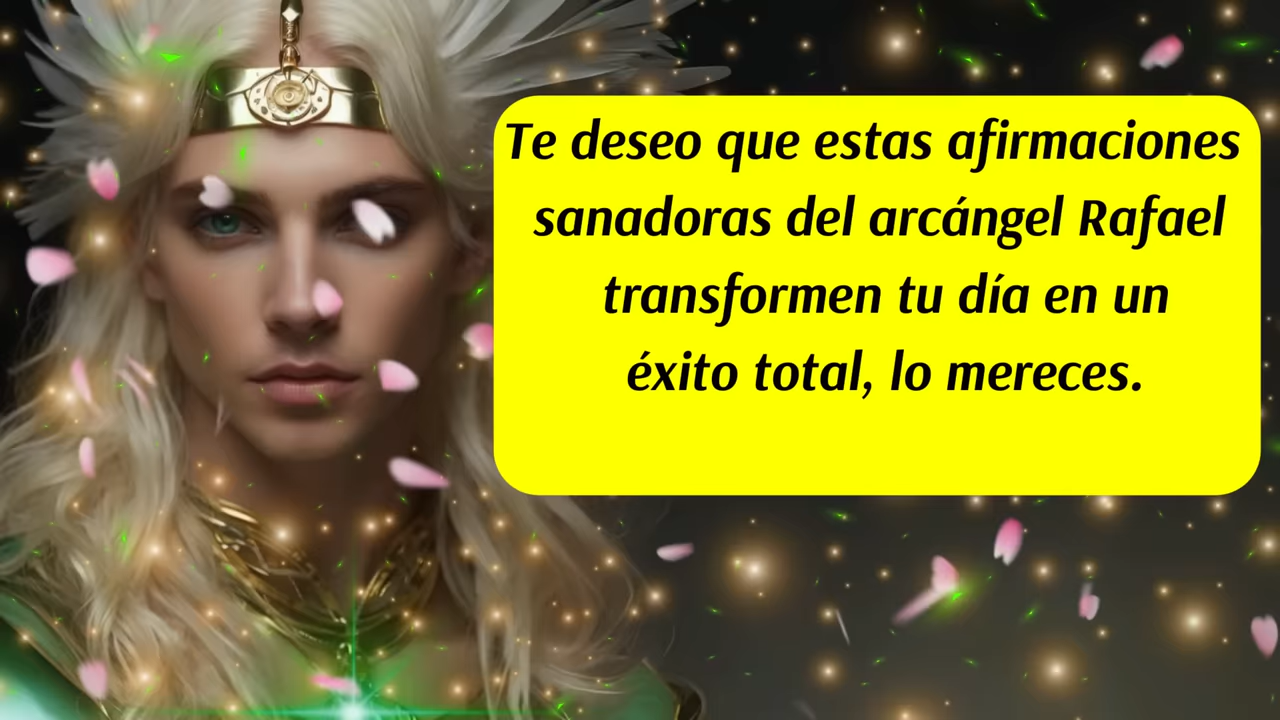 Te deseo que estas afirmaciones
sanadoras del arcángel Rafael
transformen tu día en un
éxito total, lo mereces.